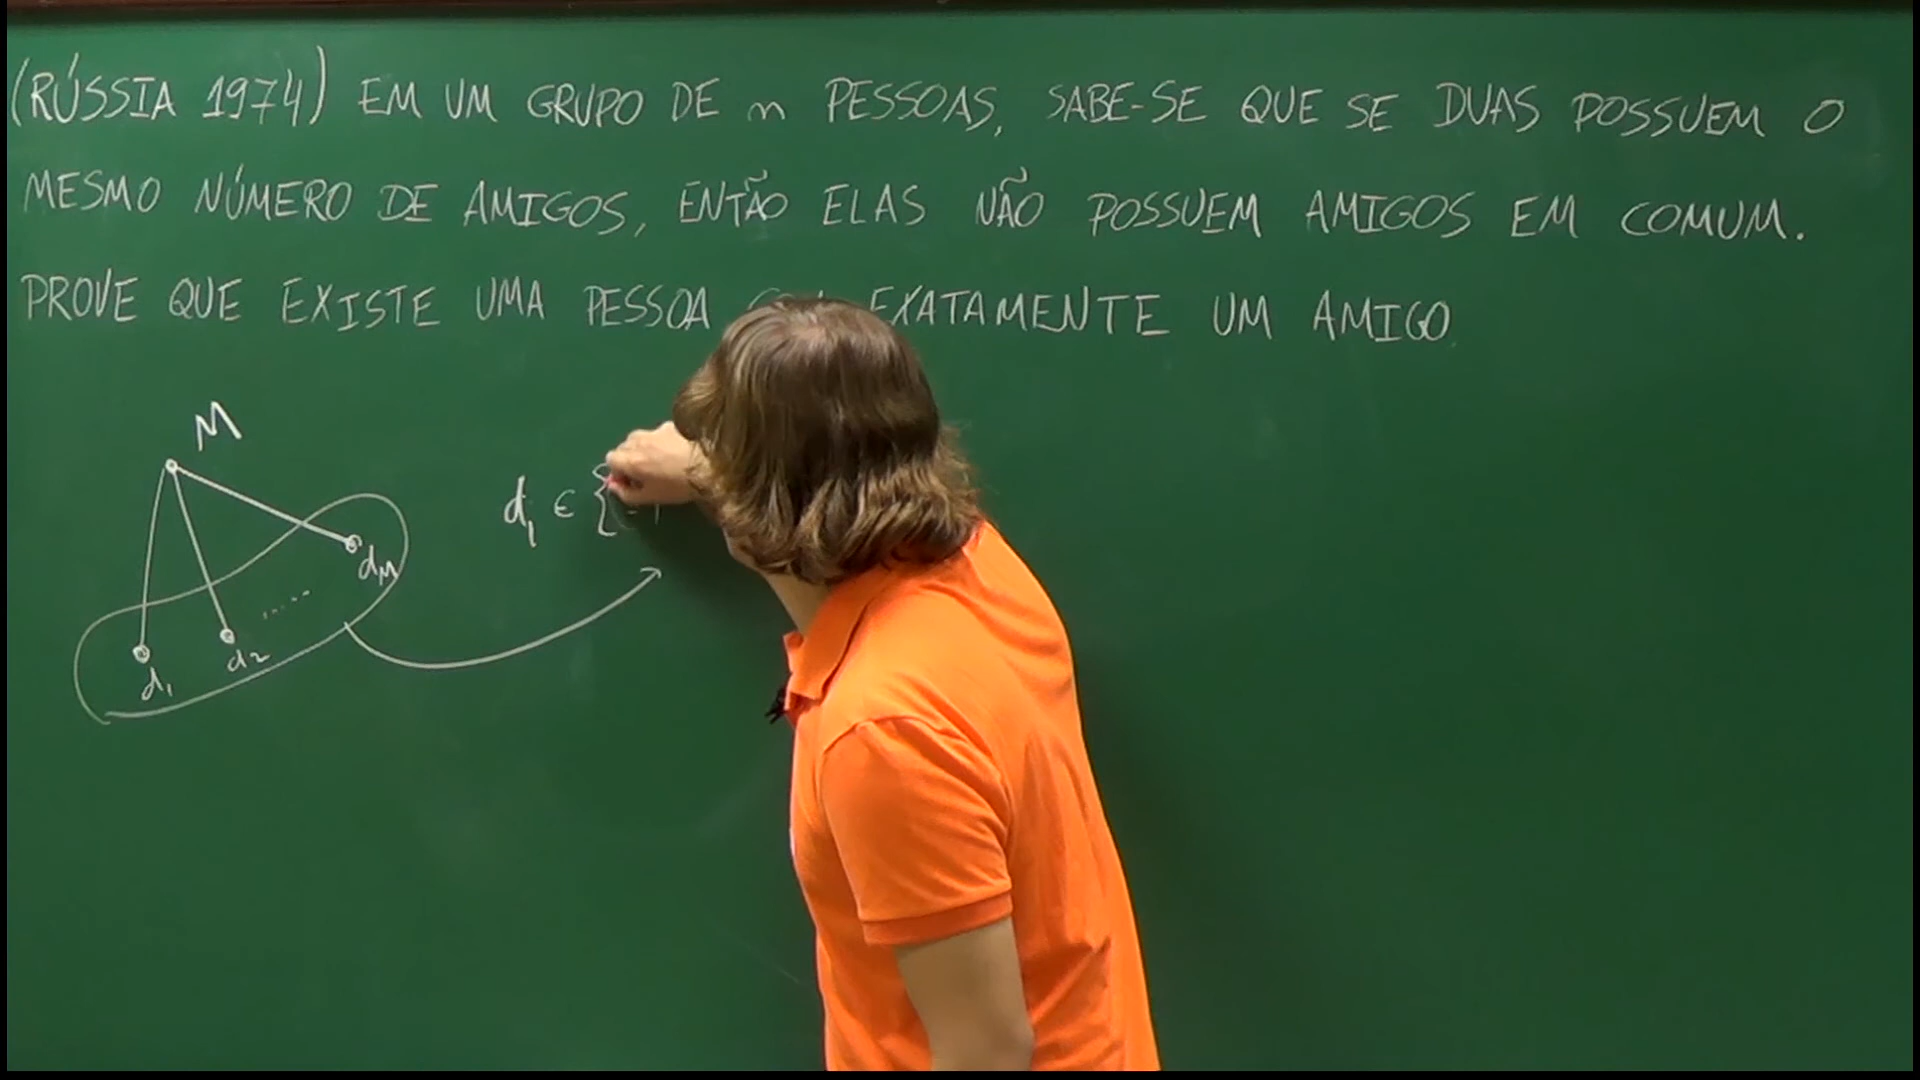 (RÚSSIA 1974) EM UM GRUPO DE n PESSOAS, SABE-SE QUE SE DUAS POSSUEM O
MESMO NÚMERO DE AMIGOS, ENTÃO ELAS NÃO POSSUEM AMIGOS EM COMUM.
PROVE QUE EXISTE UMA PESSOA EXATAMENTE UM AMIGO.
M
d₁ ∈ {
d_M
.....
d₂
d₁